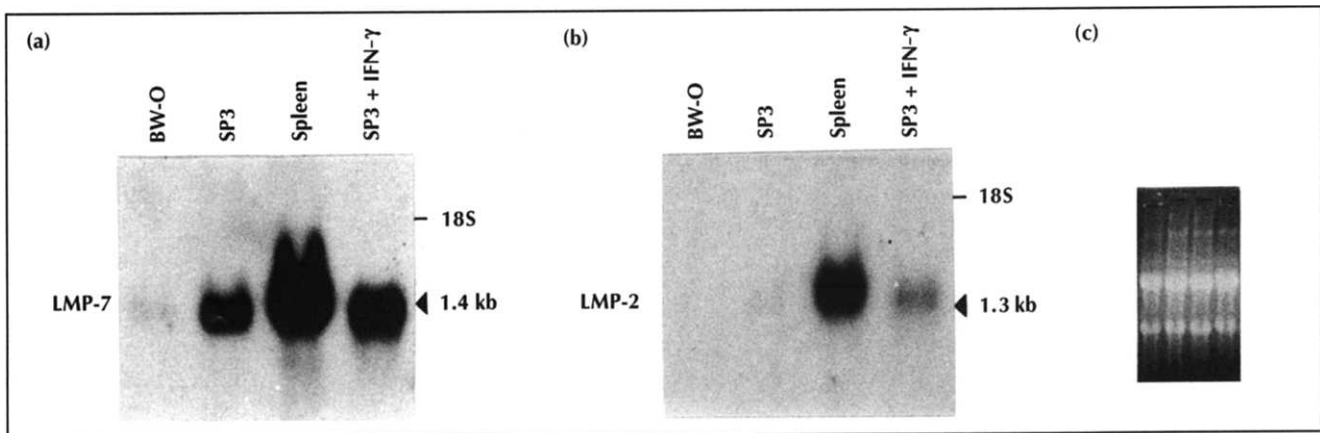 (a)
BW-O
SP3
Spleen
SP3 + IFN-γ
18S
LMP-7
1.4 kb
(b)
BW-O
SP3
Spleen
SP3 + IFN-γ
18S
LMP-2
1.3 kb
(c)